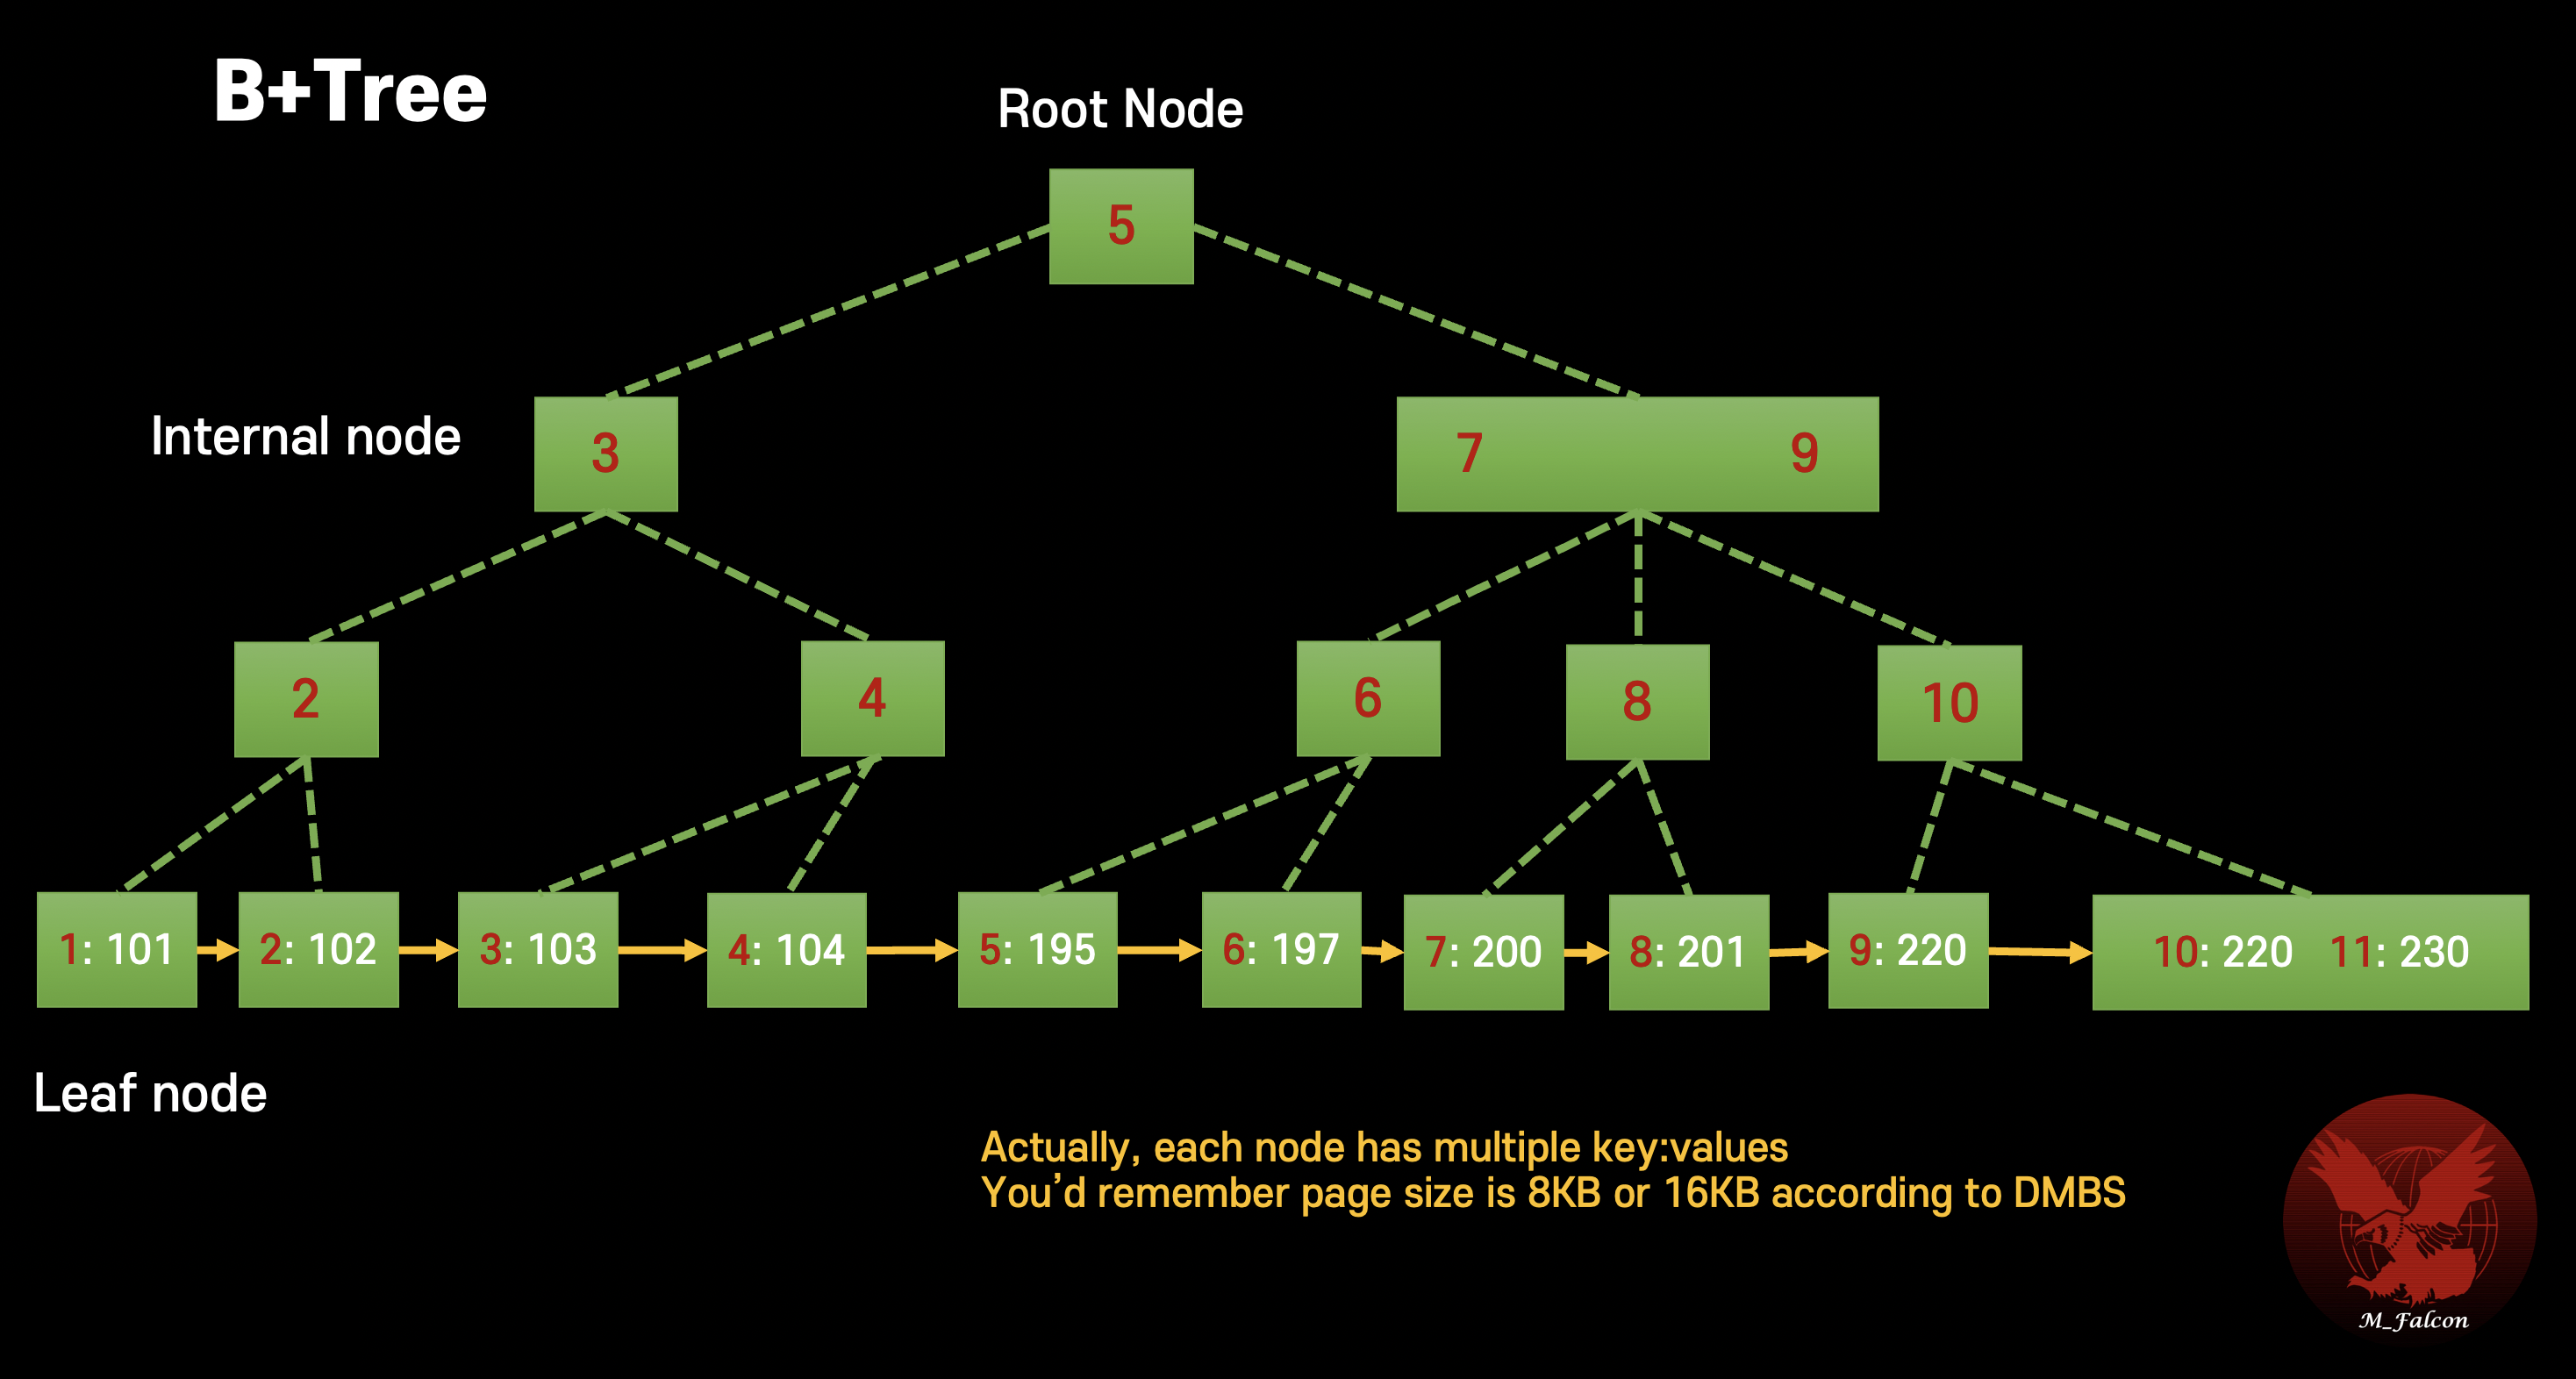 B+Tree
Root Node
5
Internal node
3
7 9
2
4
6
8
10
1: 101
2: 102
3: 103
4: 104
5: 195
6: 197
7: 200
8: 201
9: 220
10: 220 11: 230
Leaf node
Actually, each node has multiple key:values
You’d remember page size is 8KB or 16KB according to DMBS
M_Falcon